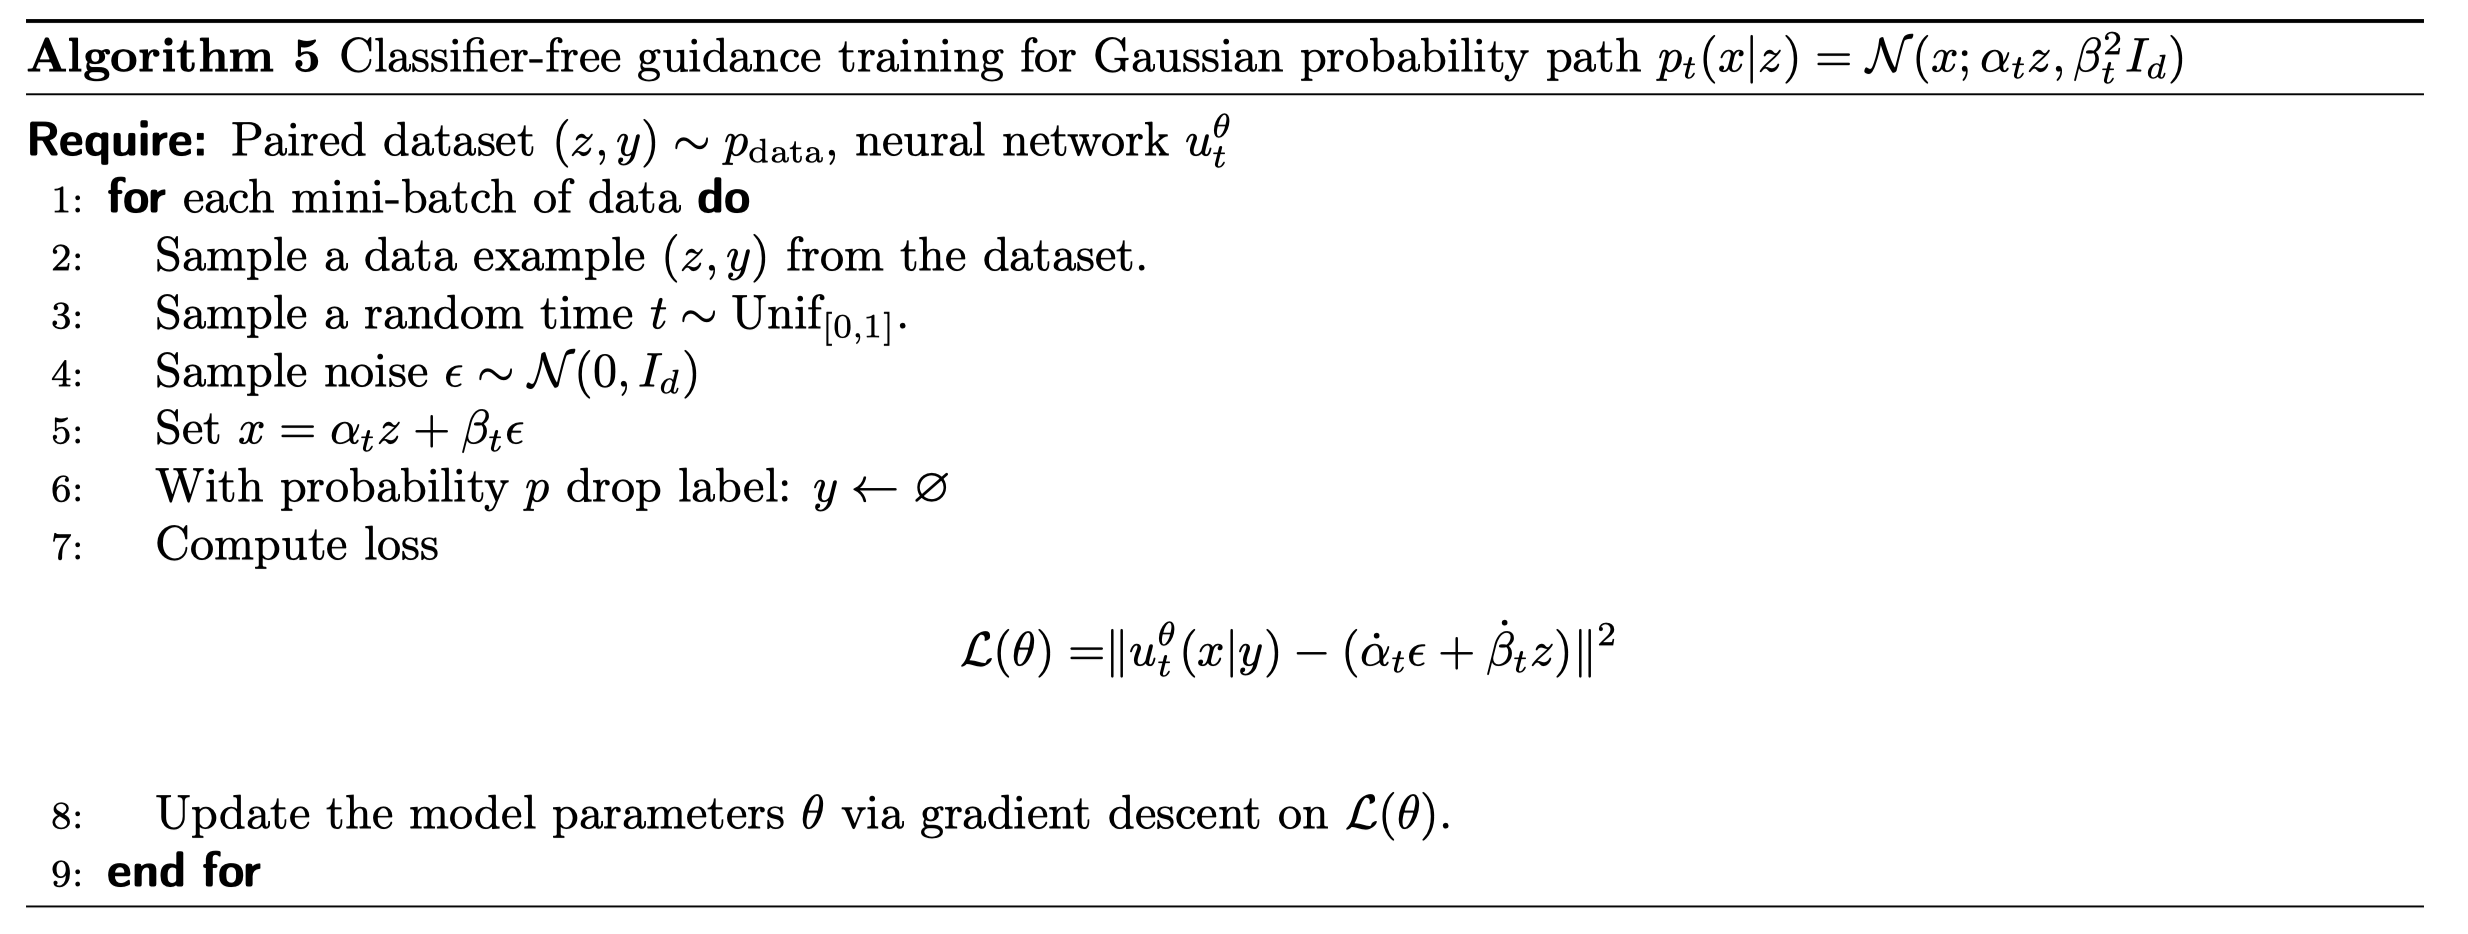 Algorithm 5 Classifier-free guidance training for Gaussian probability path $p_t(x|z) = \mathcal{N}(x; \alpha_t z, \beta_t^2 I_d)$
Require: Paired dataset $(z, y) \sim p_{\text{data}}$, neural network $u_t^\theta$
1: for each mini-batch of data do
2: Sample a data example $(z, y)$ from the dataset.
3: Sample a random time $t \sim \text{Unif}_{[0,1]}$.
4: Sample noise $\epsilon \sim \mathcal{N}(0, I_d)$
5: Set $x = \alpha_t z + \beta_t \epsilon$
6: With probability $p$ drop label: $y \leftarrow \varnothing$
7: Compute loss
$\mathcal{L}(\theta) = \|u_t^\theta(x|y) - (\dot{\alpha}_t \epsilon + \dot{\beta}_t z)\|^2$
8: Update the model parameters $\theta$ via gradient descent on $\mathcal{L}(\theta)$.
9: end for